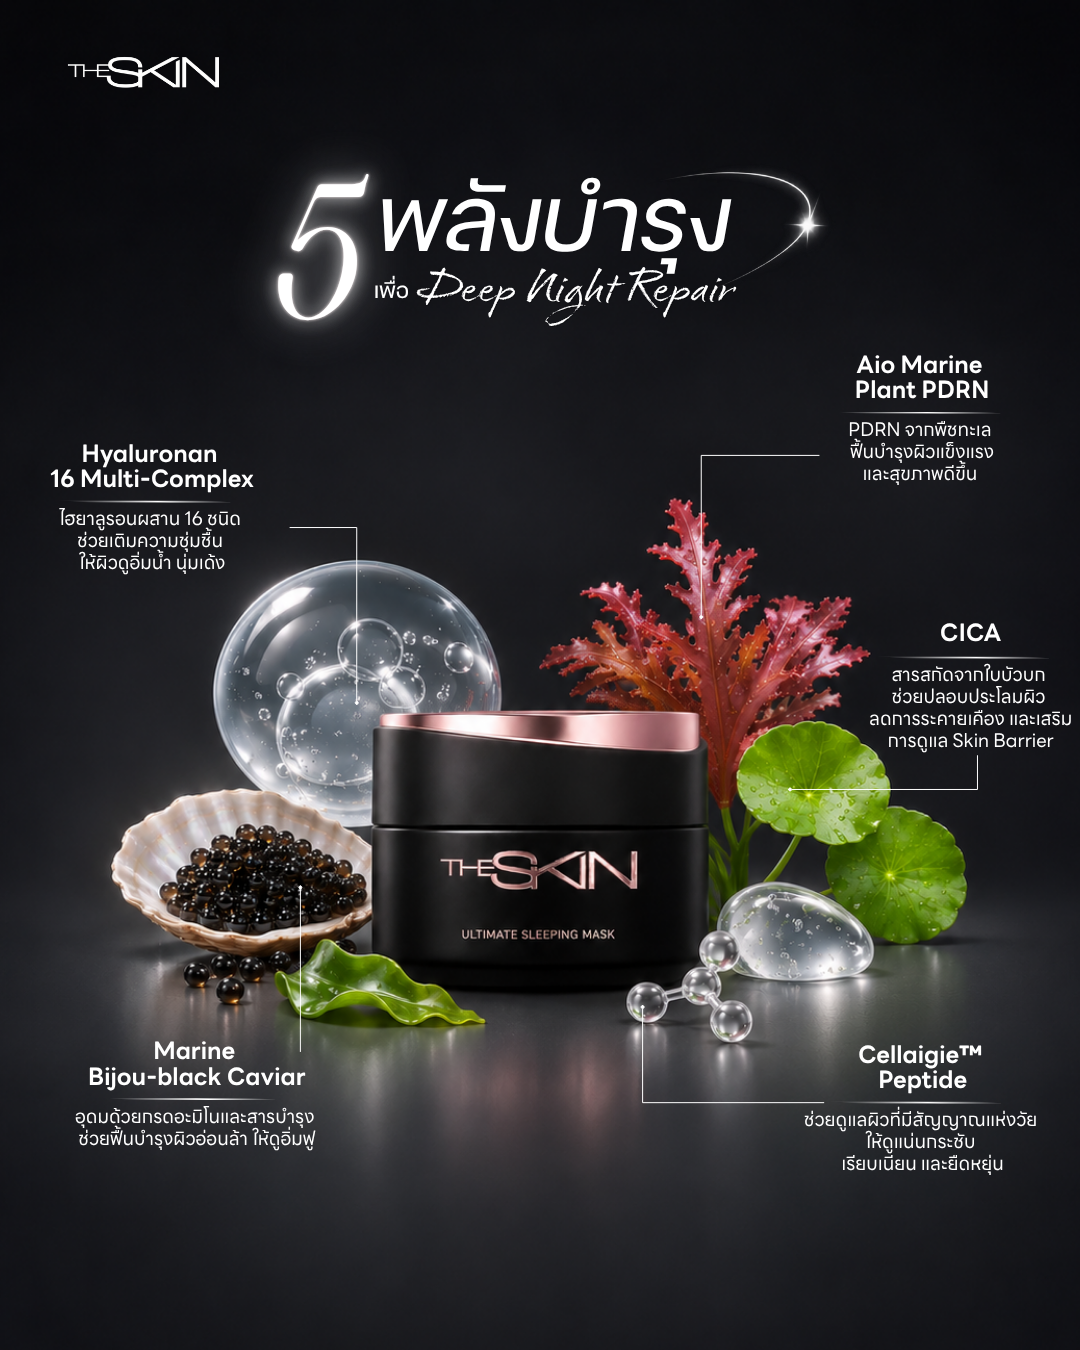 THE SKIN
5 พลังบำรุง
เพื่อ Deep Night Repair
Aio Marine
Plant PDRN
PDRN จากพืชทะเล
ฟื้นบำรุงผิวแข็งแรง
และสุขภาพดีขึ้น
Hyaluronan
16 Multi-Complex
ไฮยาลูรอนผสาน 16 ชนิด
ช่วยเติมความชุ่มชื้น
ให้ผิวดูอิ่มน้ำ นุ่มเด้ง
CICA
สารสกัดจากใบบัวบก
ช่วยปลอบประโลมผิว
ลดการระคายเคือง และเสริม
การดูแล Skin Barrier
THE SKIN
ULTIMATE SLEEPING MASK
Marine
Bijou-black Caviar
อุดมด้วยกรดอะมิโนและสารบำรุง
ช่วยฟื้นบำรุงผิวอ่อนล้า ให้ดูอิ่มฟู
Cellaigie™
Peptide
ช่วยดูแลผิวที่มีสัญญาณแห่งวัย
ให้ดูแน่นกระชับ
เรียบเนียน และยืดหยุ่น